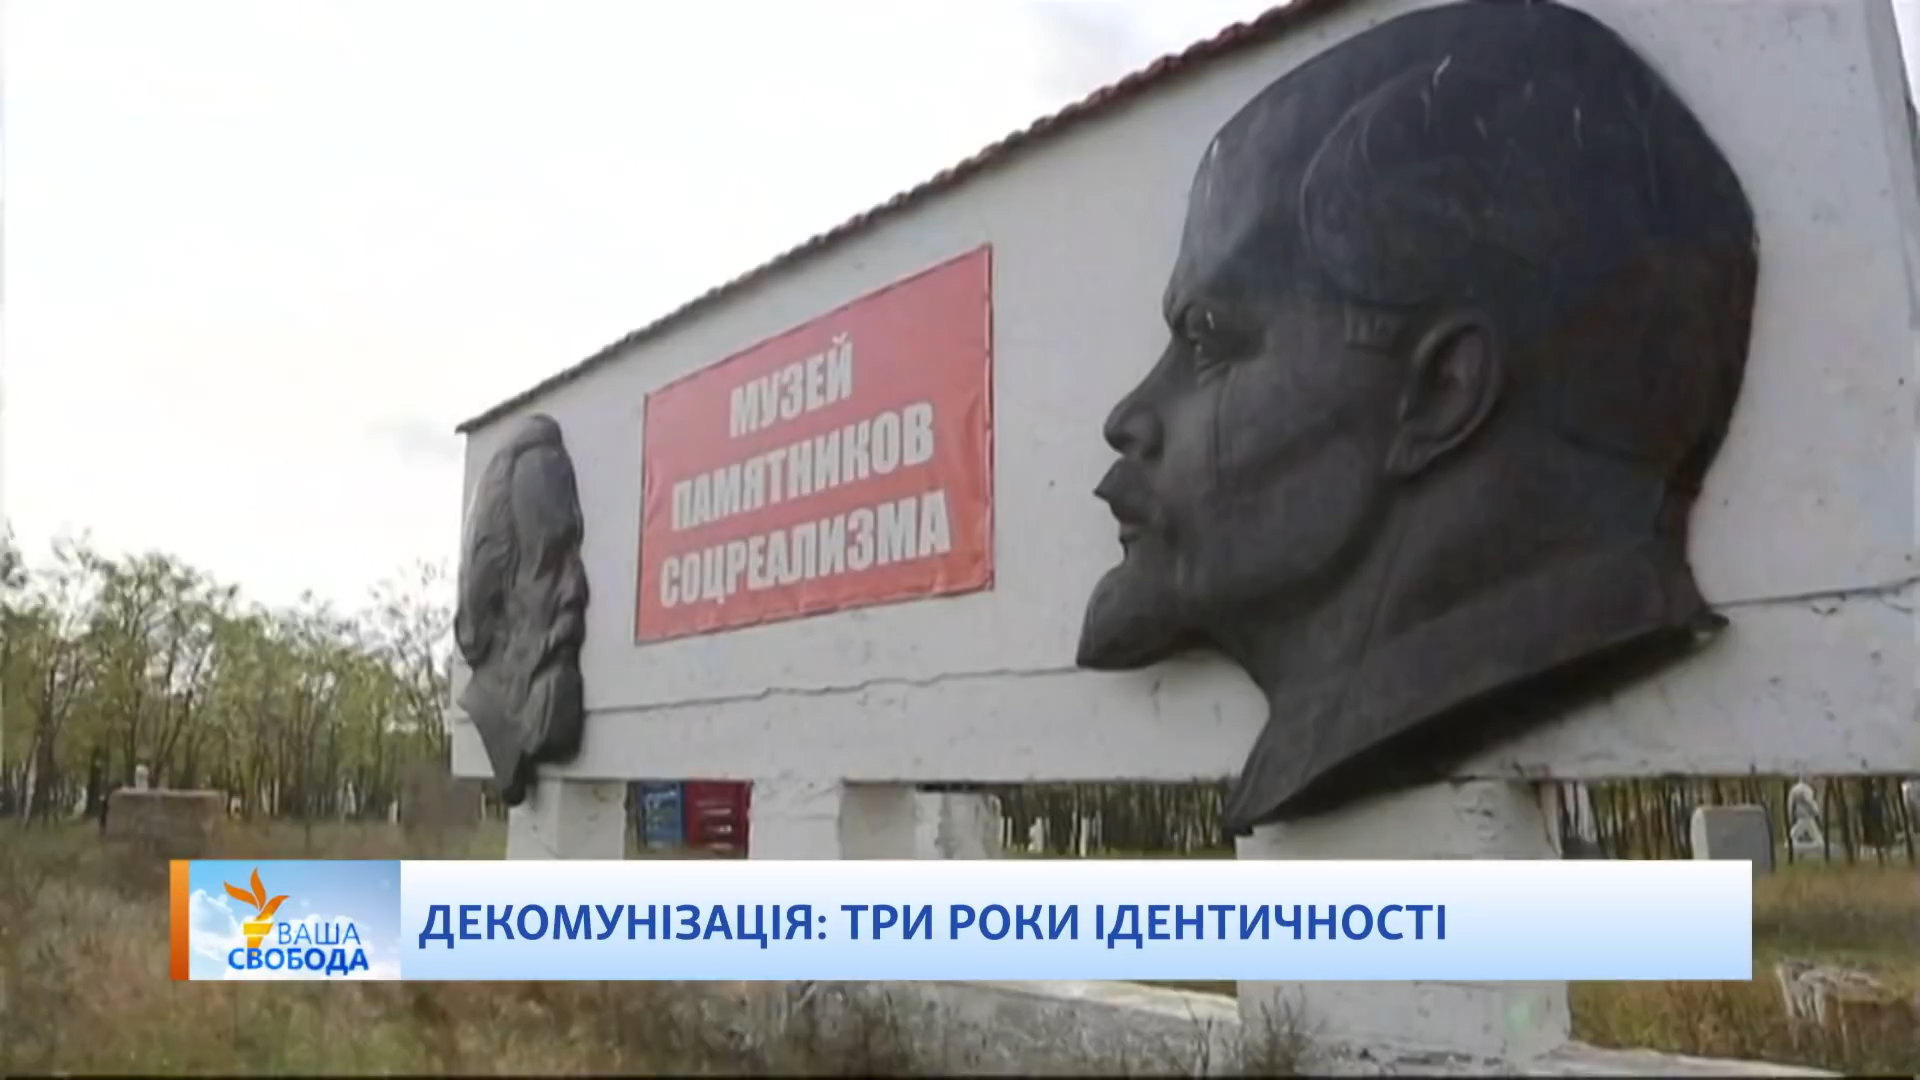 МУЗЕЙ
ПАМЯТНИКОВ
СОЦРЕАЛИЗМА
ВАША
СВОБОДА
ДЕКОМУНІЗАЦІЯ: ТРИ РОКИ ІДЕНТИЧНОСТІ